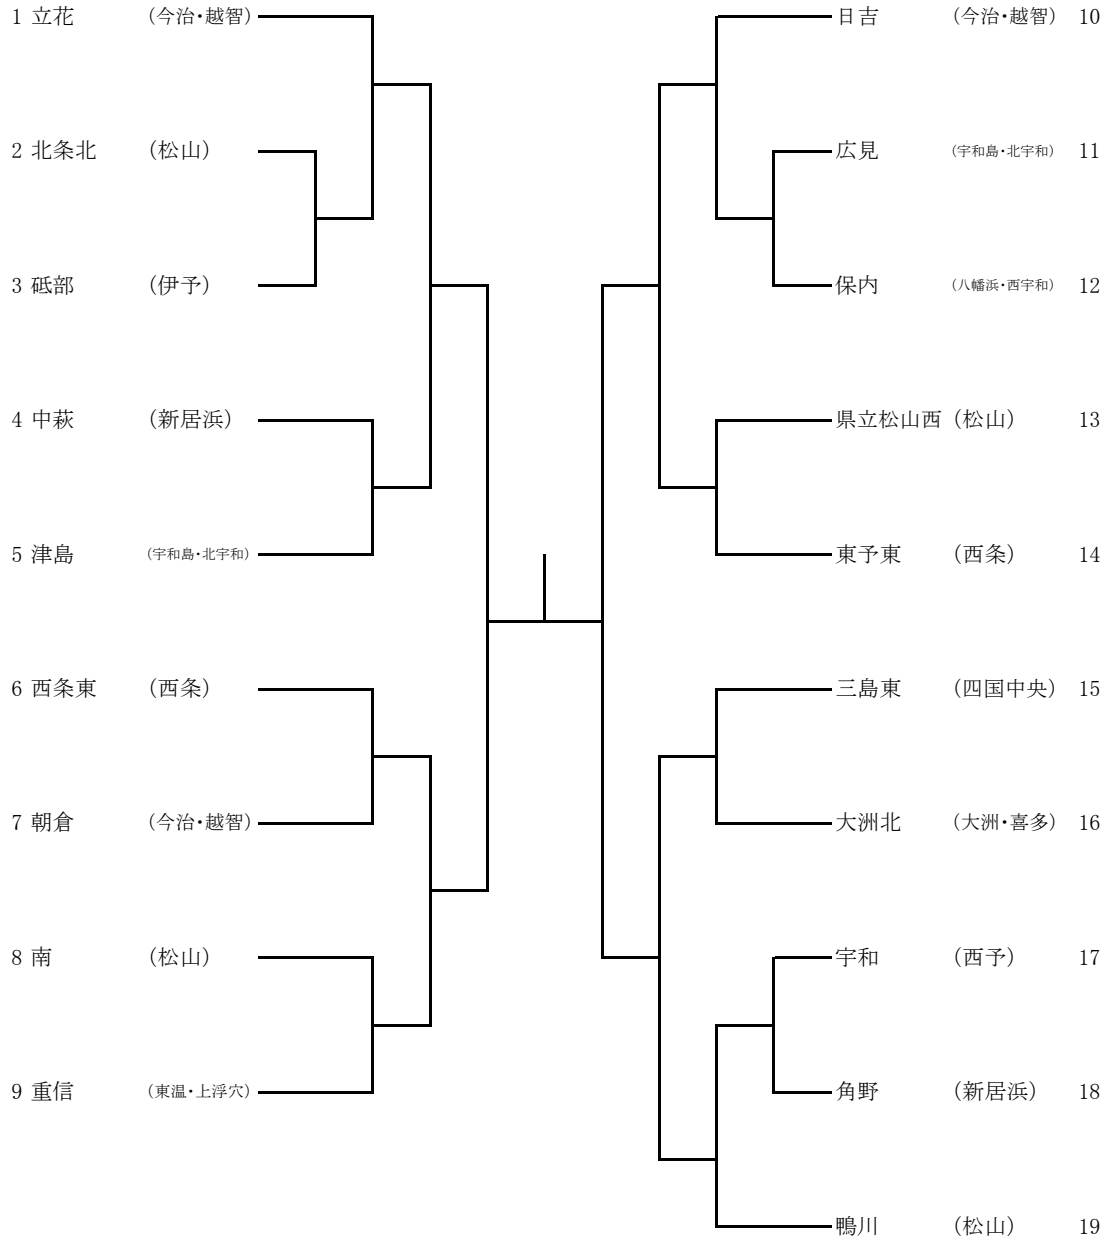 1 立花 (今治・越智) 日吉 (今治・越智) 10
2 北条北 (松山) 広見 (宇和島・北宇和) 11
3 砥部 (伊予) 保内 (八幡浜・西宇和) 12
4 中萩 (新居浜) 県立松山西 (松山) 13
5 津島 (宇和島・北宇和) 東予東 (西条) 14
6 西条東 (西条) 三島東 (四国中央) 15
7 朝倉 (今治・越智) 大洲北 (大洲・喜多) 16
8 南 (松山) 宇和 (西予) 17
9 重信 (東温・上浮穴) 角野 (新居浜) 18
鴨川 (松山) 19